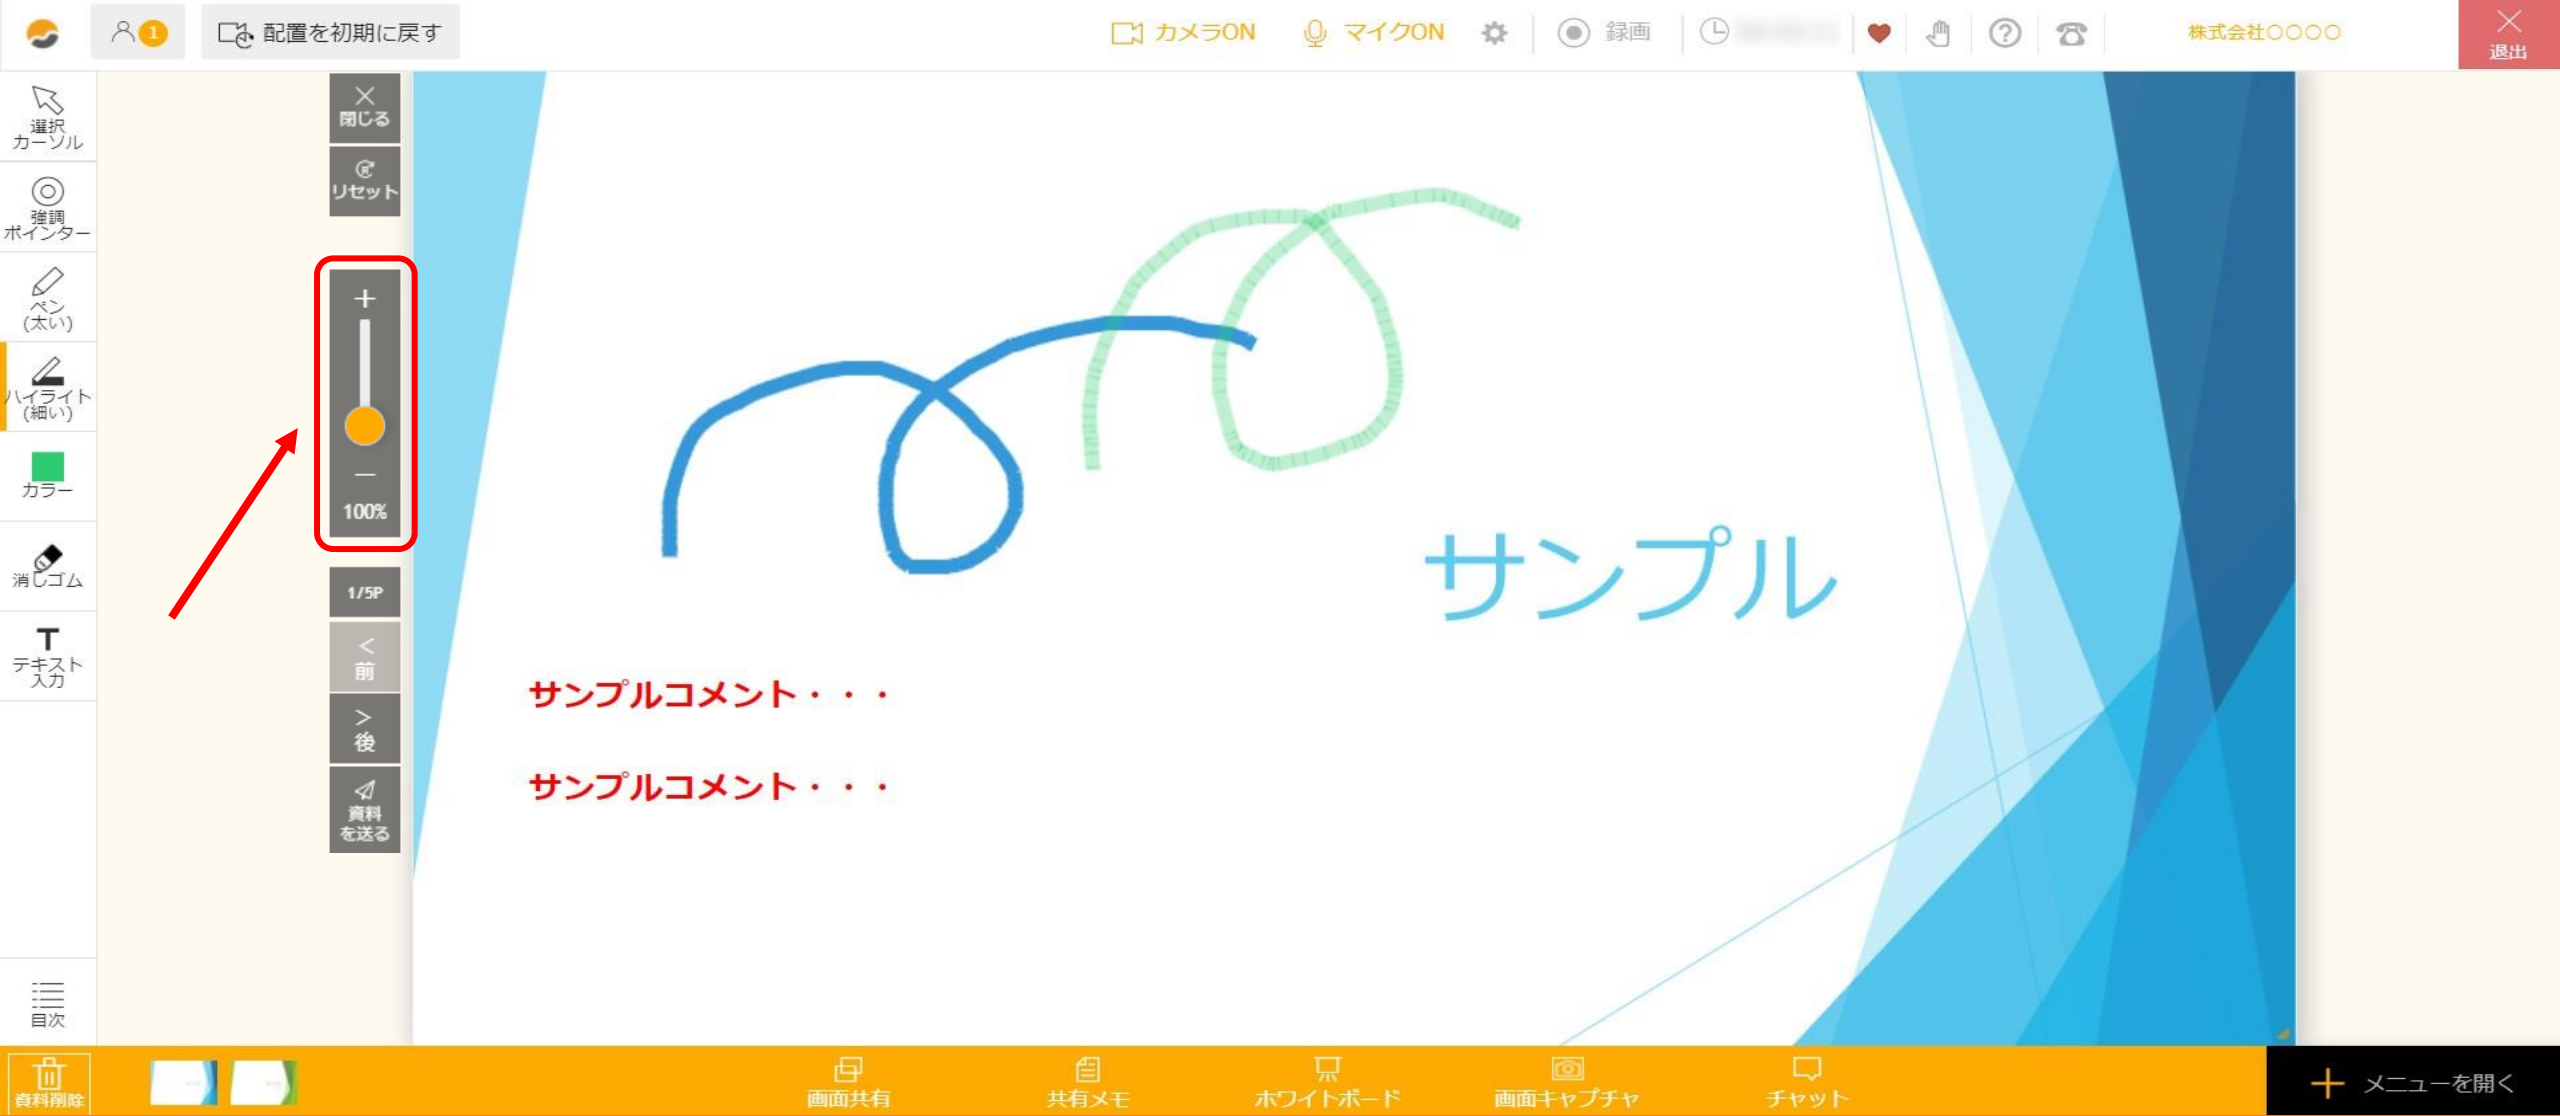 1
配置を初期に戻す
カメラON
マイクON
録画
株式会社○○○○
退出
選択
カーソル
強調
ポインター
ペン
(太い)
ハイライト
(細い)
カラー
消しゴム
T
テキスト
入力
目次
閉じる
リセット
+
−
100%
1/5P
<
前
>
後
資料
を送る
サンプル
サンプルコメント・・・
サンプルコメント・・・
資料削除
画面共有
共有メモ
ホワイトボード
画面キャプチャ
チャット
+ メニューを開く